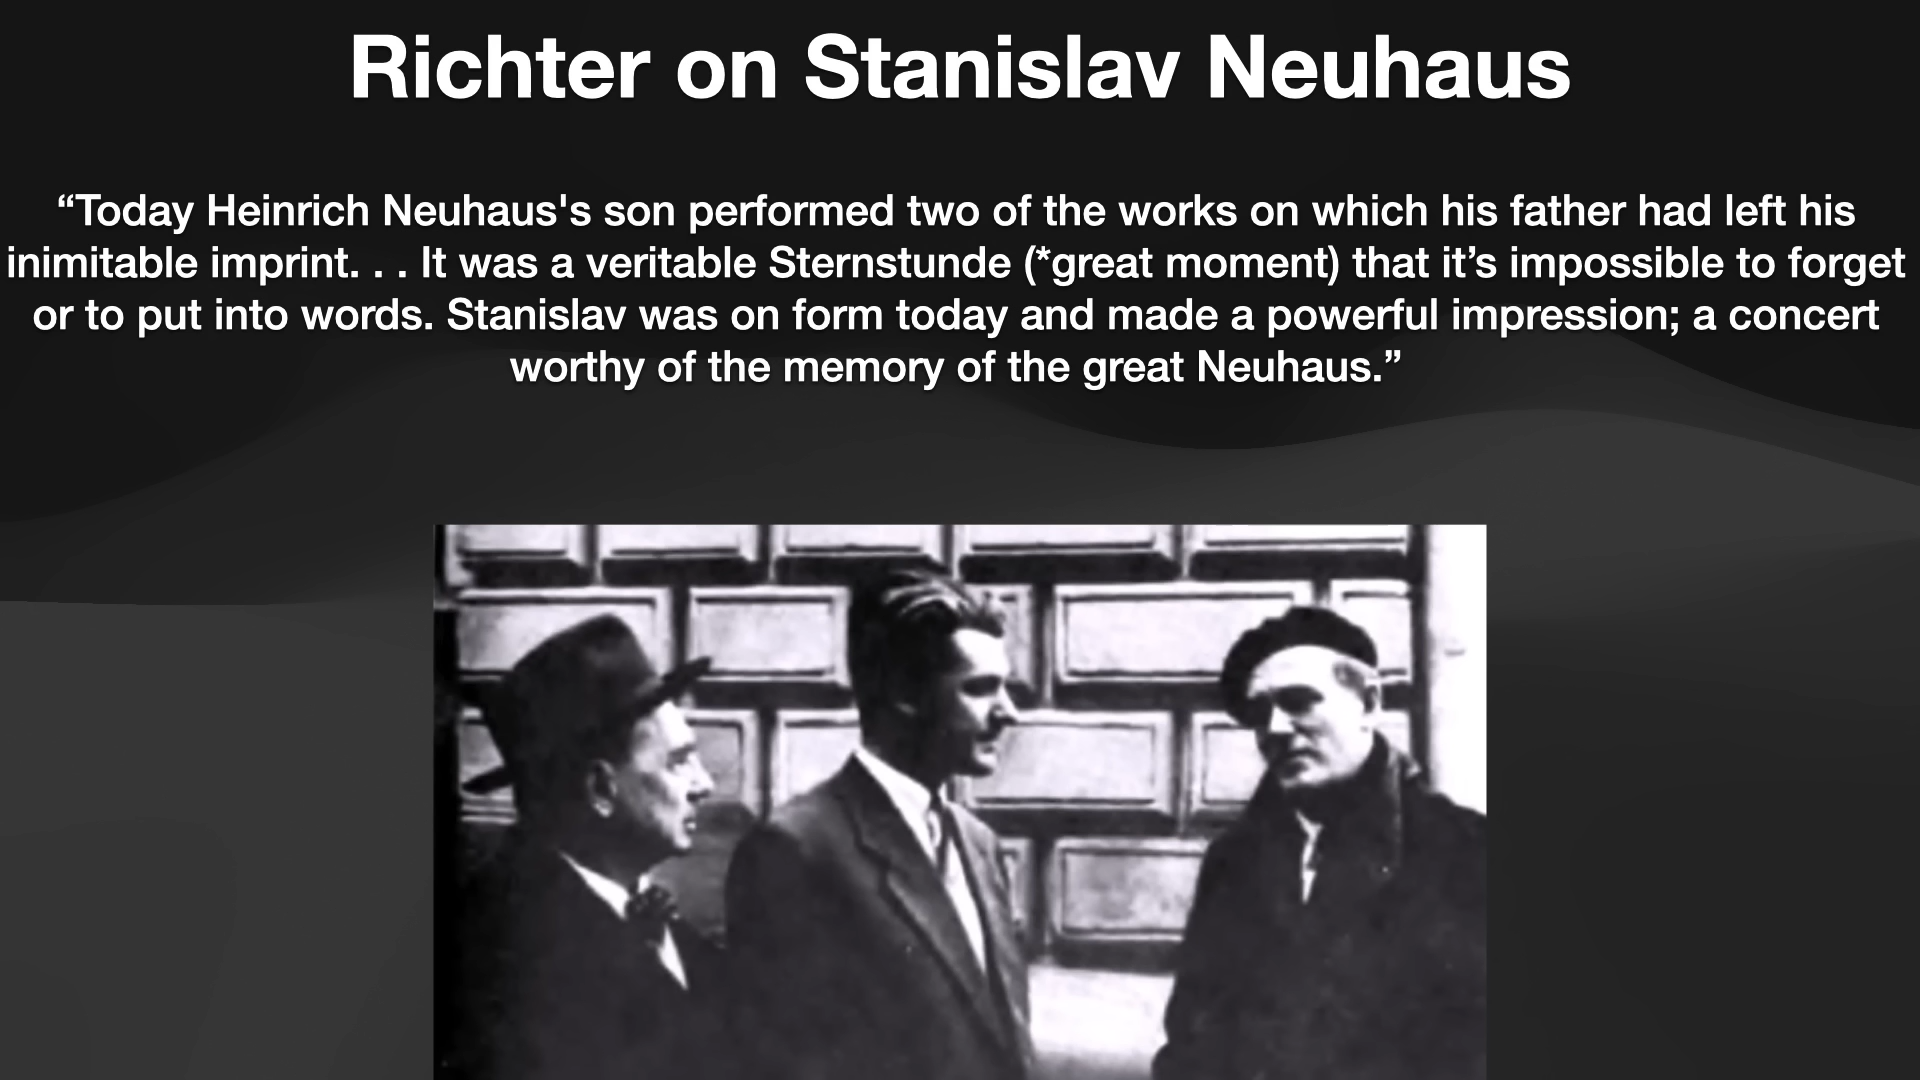 Richter on Stanislav Neuhaus
“Today Heinrich Neuhaus's son performed two of the works on which his father had left his
inimitable imprint. . . It was a veritable Sternstunde (*great moment) that it’s impossible to forget
or to put into words. Stanislav was on form today and made a powerful impression; a concert
worthy of the memory of the great Neuhaus.”